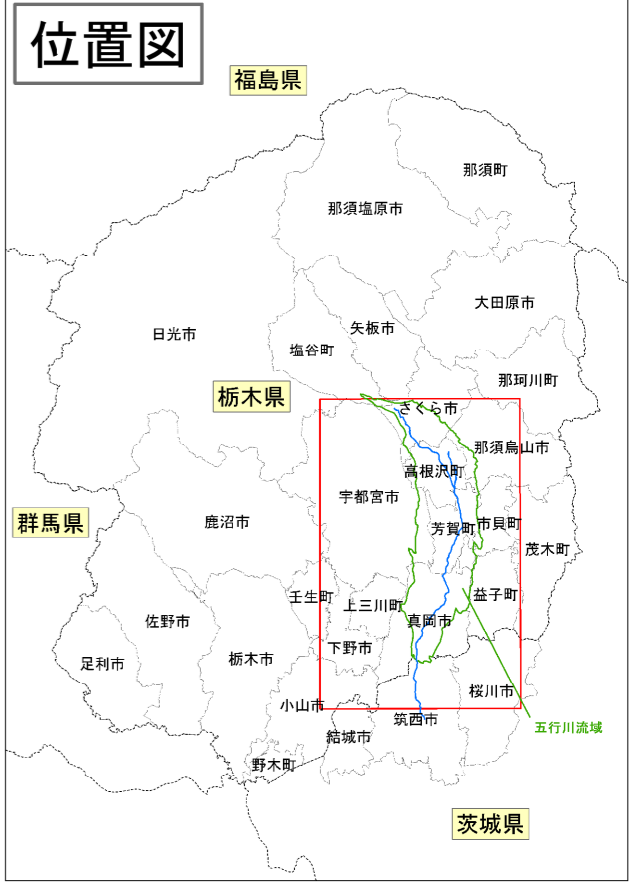 位置図
福島県
那須町
那須塩原市
大田原市
矢板市
日光市
塩谷町
那珂川町
栃木県
さくら市
那須烏山市
高根沢町
宇都宮市
鹿沼市
群馬県
芳賀町
市貝町
茂木町
壬生町
上三川町
益子町
佐野市
真岡市
下野市
栃木市
足利市
桜川市
小山市
筑西市
五行川流域
結城市
野木町
茨城県